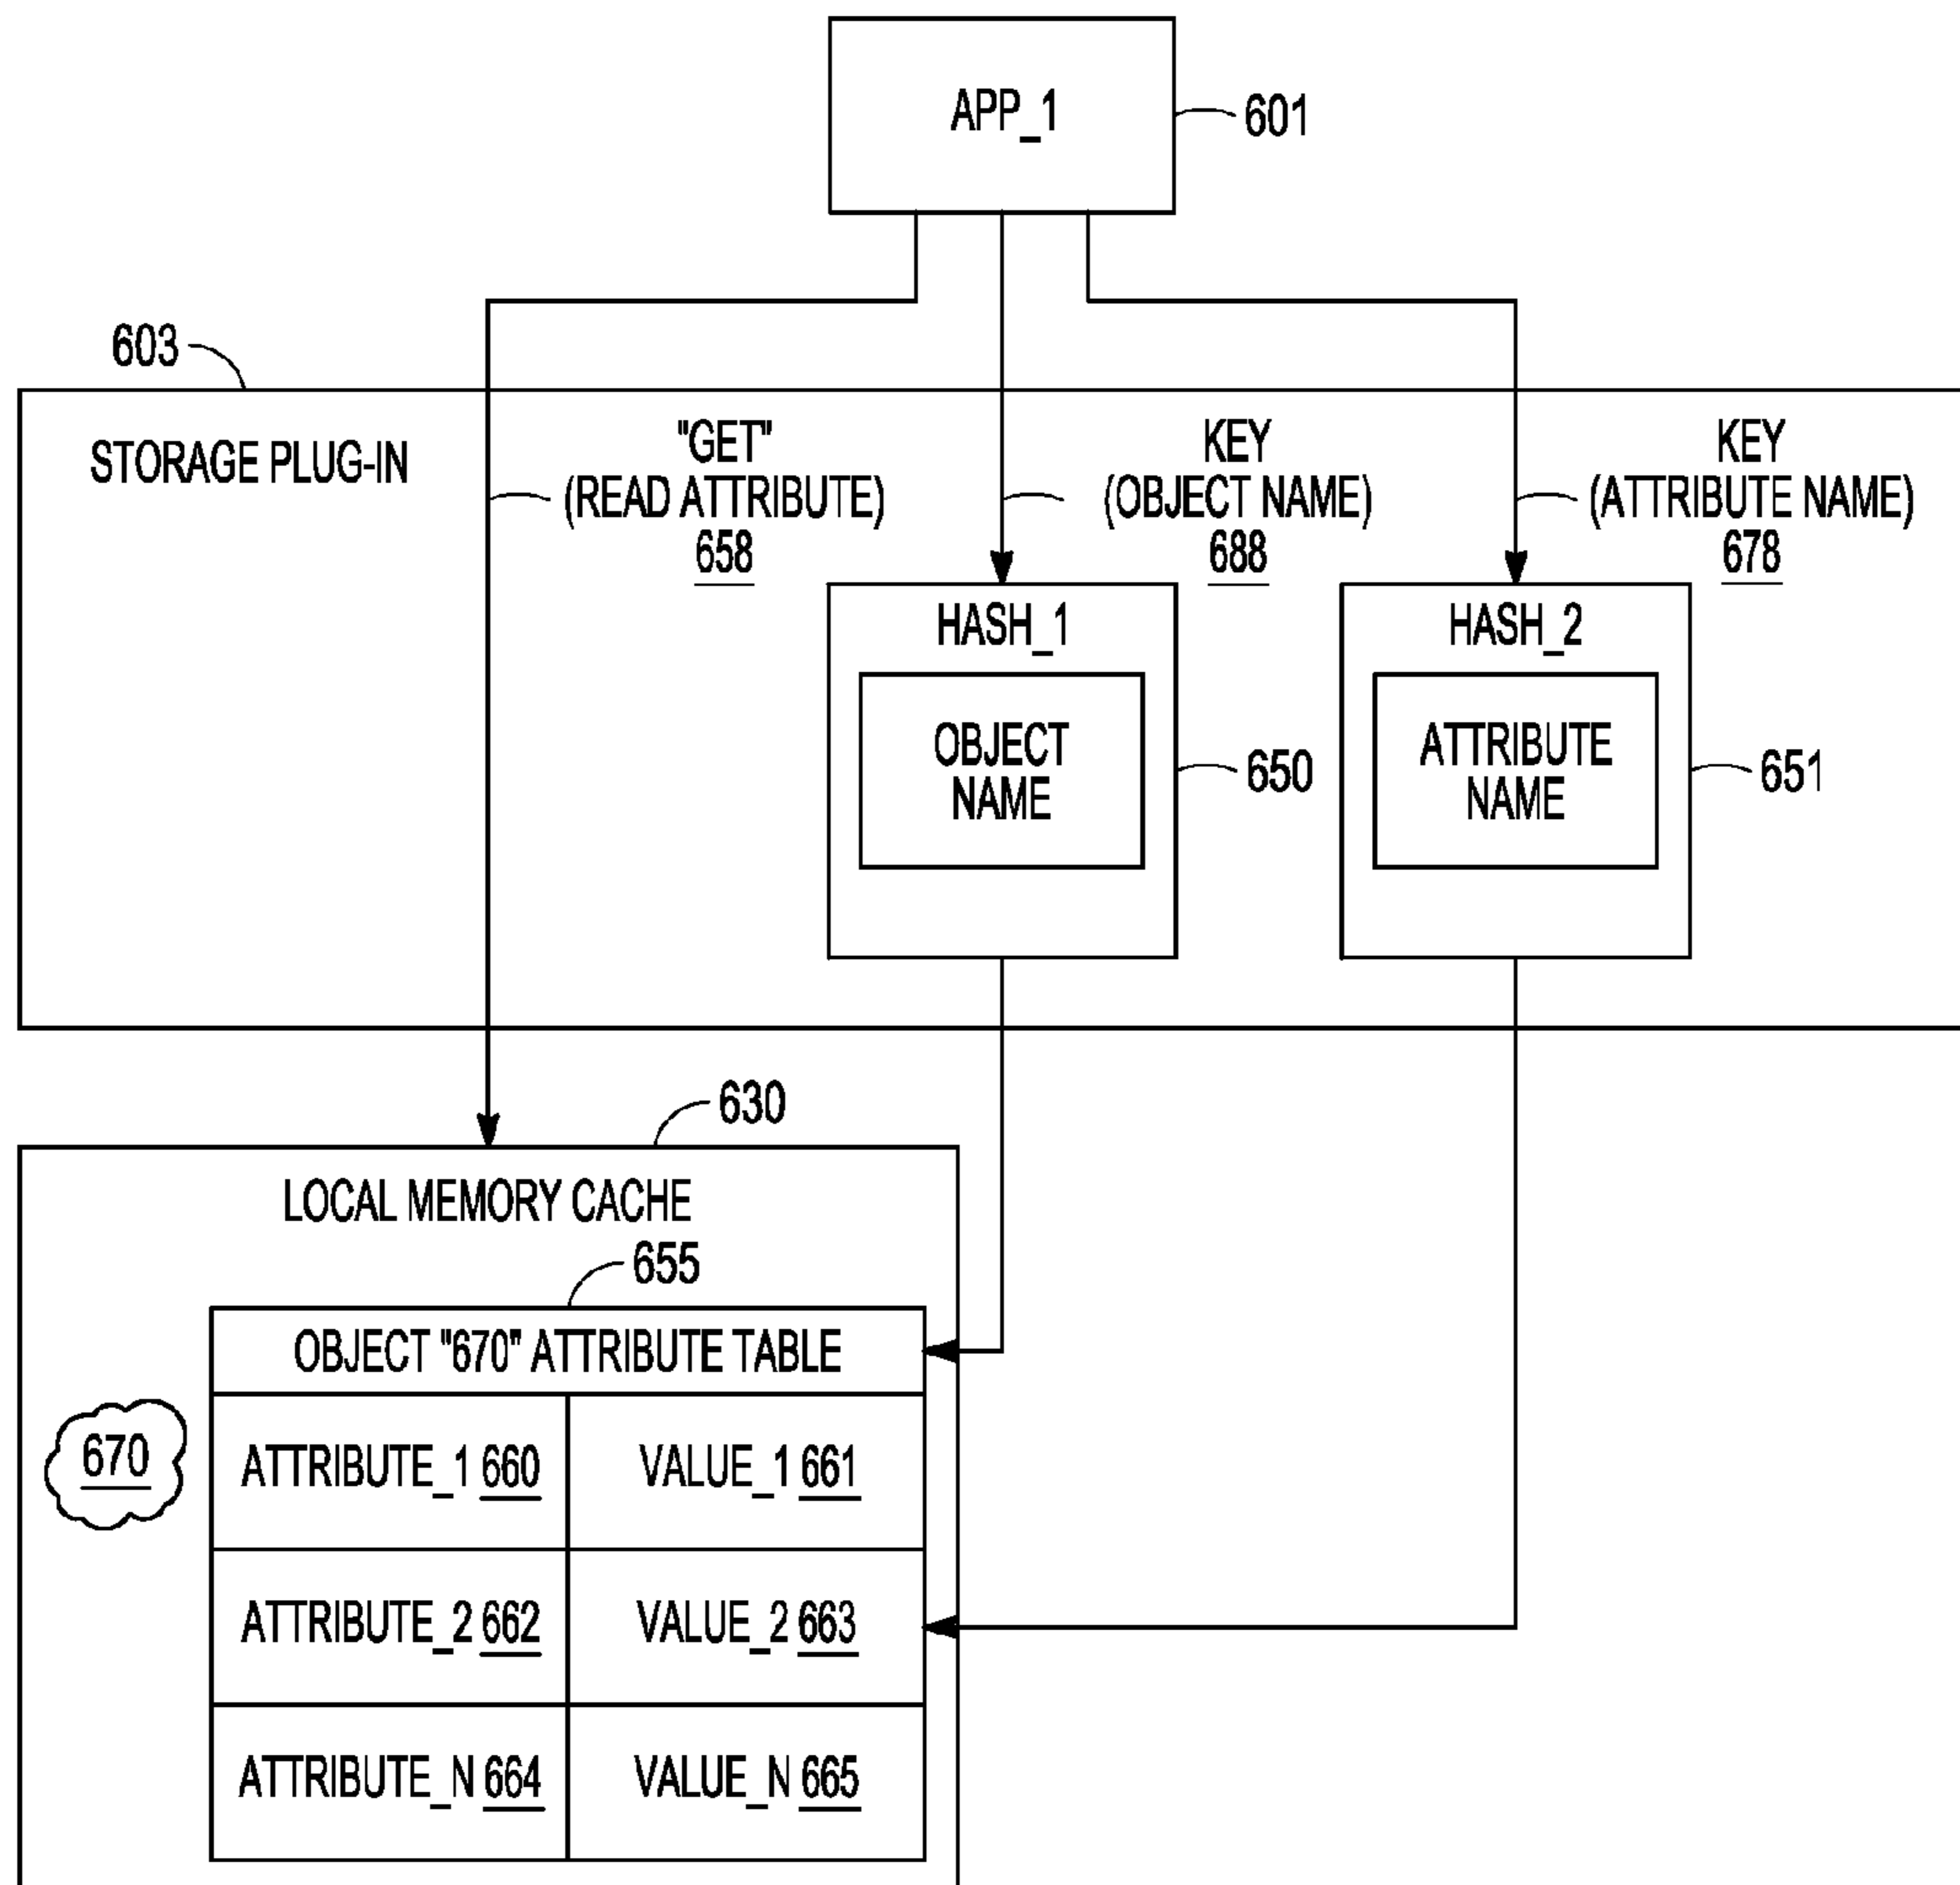 APP_1
601
603
STORAGE PLUG-IN
"GET"
(READ ATTRIBUTE)
658
KEY
(OBJECT NAME)
688
KEY
(ATTRIBUTE NAME)
678
HASH_1
OBJECT
NAME
650
HASH_2
ATTRIBUTE
NAME
651
630
LOCAL MEMORY CACHE
655
OBJECT "670" ATTRIBUTE TABLE
670
ATTRIBUTE_1 660
VALUE_1 661
ATTRIBUTE_2 662
VALUE_2 663
ATTRIBUTE_N 664
VALUE_N 665